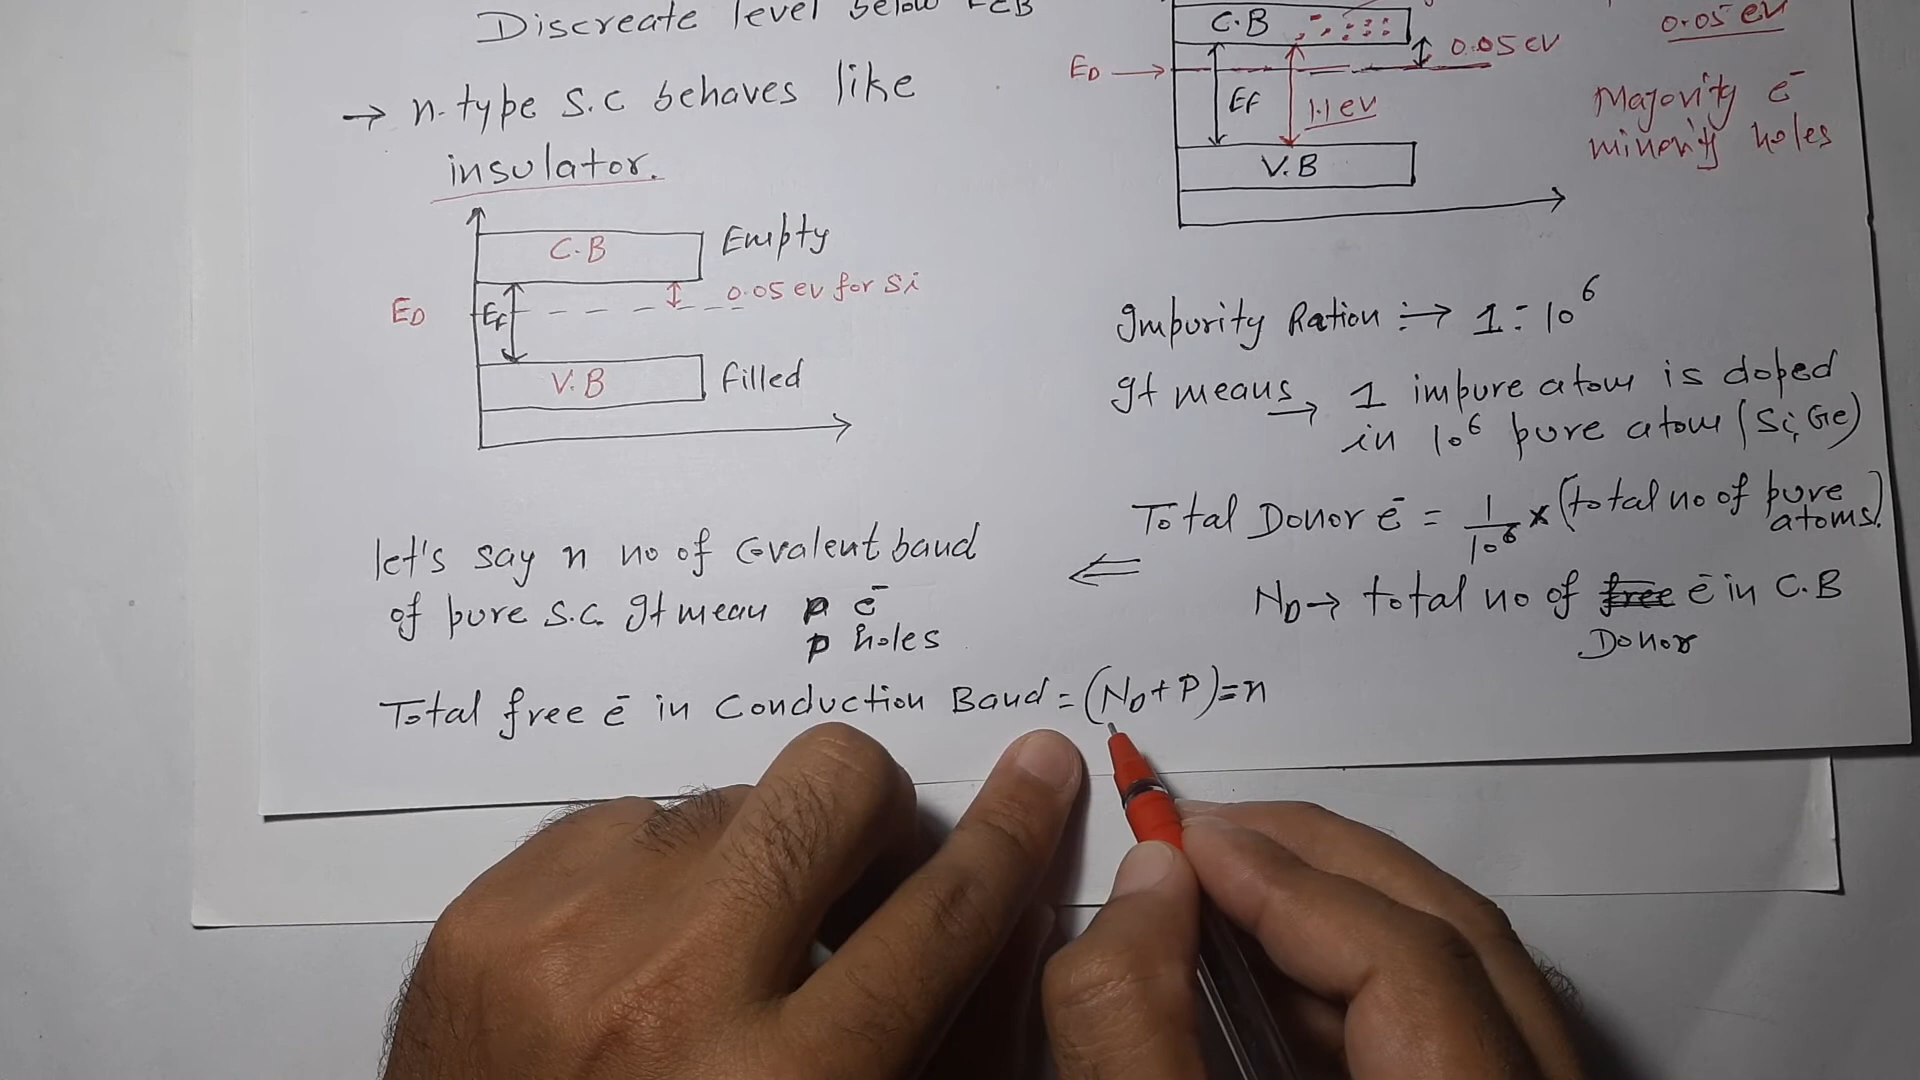 Discreate level below FCB
→ n-type S.C behaves like
insulator.
C.B Empty
0.05 ev for Si
ED
Ef
V.B filled
C.B
0.05 ev
0.05 ev
ED →
Ef
1.1 ev
V.B
Majority e⁻
minority holes
Impurity Ration :→ 1:10⁶
It means → 1 impure atom is doped
in 10⁶ pure atom (Si, Ge)
Total Donor e⁻ = 1/10⁶ × (total no of pure atoms)
ND → total no of free e⁻ in C.B
Donor
let's say n no of Covalent band
of pure S.C. It mean p e⁻
p holes
⇐
Total free e⁻ in Conduction Band = (ND+P)=n